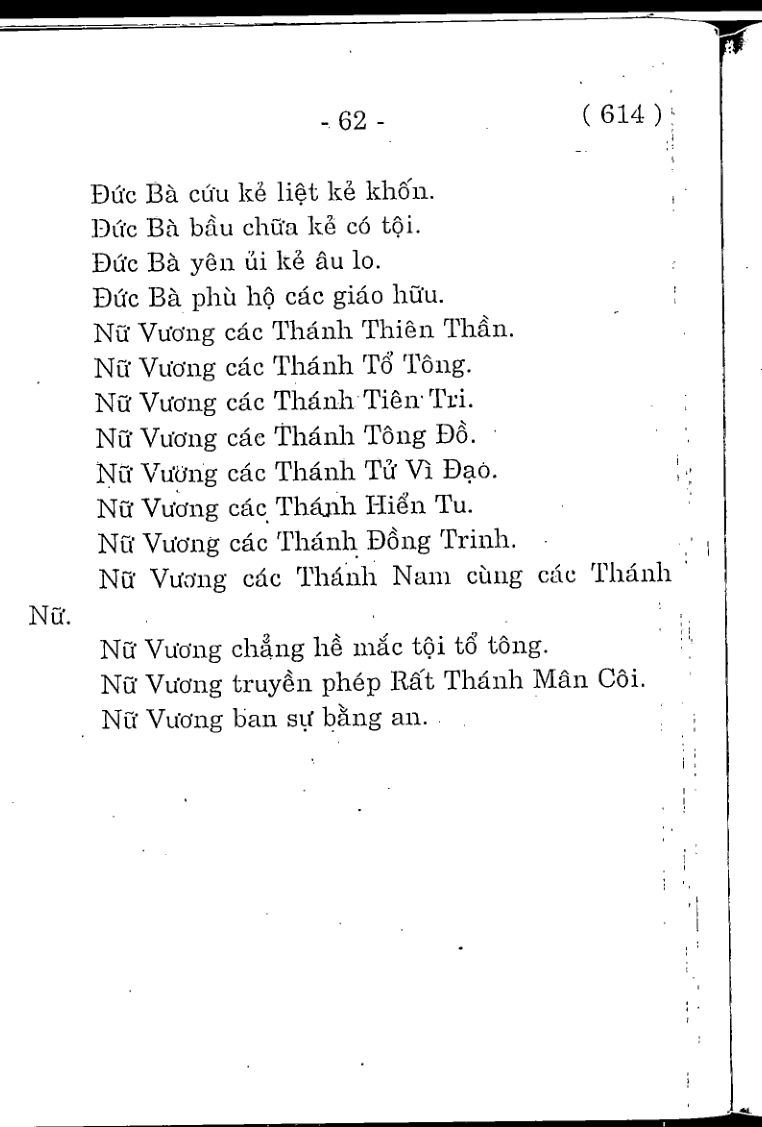 - 62 - ( 614 )
Đức Bà cứu kẻ liệt kẻ khốn.
Đức Bà bầu chữa kẻ có tội.
Đức Bà yên ủi kẻ âu lo.
Đức Bà phù hộ các giáo hữu.
Nữ Vương các Thánh Thiên Thần.
Nữ Vương các Thánh Tổ Tông.
Nữ Vương các Thánh Tiên Tri.
Nữ Vương các Thánh Tông Đồ.
Nữ Vương các Thánh Tử Vì Đạo.
Nữ Vương các Thánh Hiển Tu.
Nữ Vương các Thánh Đồng Trinh.
Nữ Vương các Thánh Nam cùng các Thánh
Nữ.
Nữ Vương chẳng hề mắc tội tổ tông.
Nữ Vương truyền phép Rất Thánh Mân Côi.
Nữ Vương ban sự bằng an.